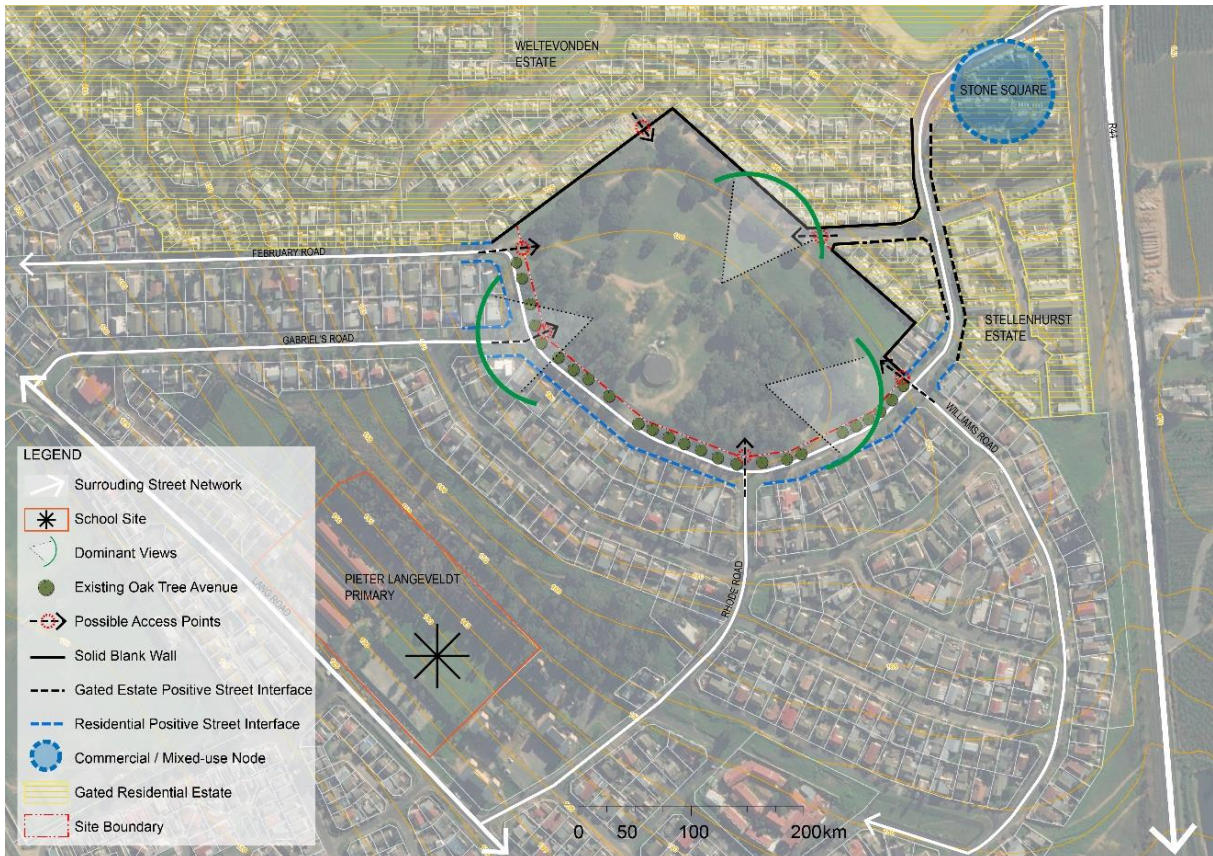 WELTEVONDEN
ESTATE
STONE SQUARE
R44
FEBRUARY ROAD
GABRIEL'S ROAD
STELLENHURST
ESTATE
WILLIAMS ROAD
LEGEND
Surrouding Street Network
School Site
Dominant Views
Existing Oak Tree Avenue
Possible Access Points
Solid Blank Wall
Gated Estate Positive Street Interface
Residential Positive Street Interface
Commercial / Mixed-use Node
Gated Residential Estate
Site Boundary
PIETER LANGEVELDT
PRIMARY
LANG ROAD
RHODE ROAD
0 50 100 200km